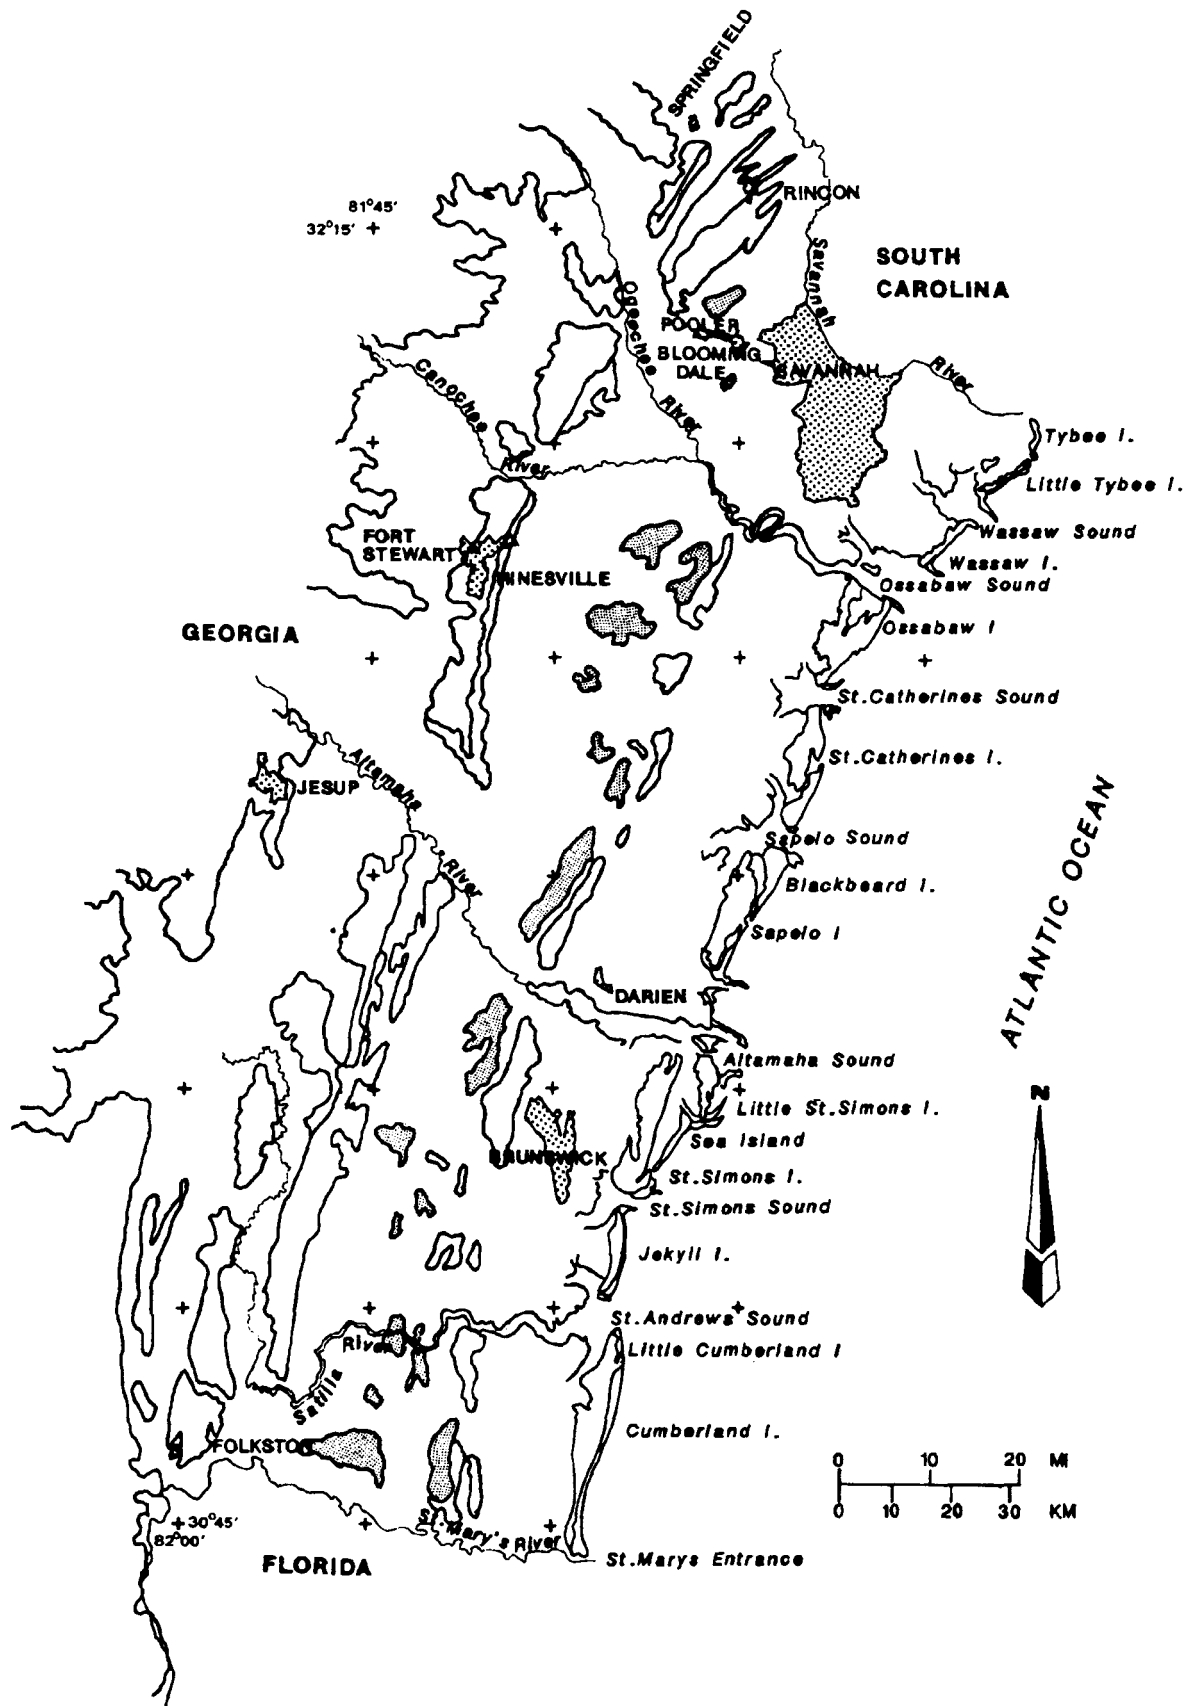 SPRINGFIELD
RINCON
81°45'
32°15'
SOUTH
CAROLINA
Savannah
River
Ogeechee
River
POOLER
BLOOMING
DALE
SAVANNAH
Canochee
River
Tybee I.
Little Tybee I.
Wassaw Sound
Wassaw I.
Ossabaw Sound
Ossabaw I
FORT
STEWART
HINESVILLE
GEORGIA
St.Catherines Sound
St.Catherines I.
Altamaha
River
JESUP
Sapelo Sound
Blackbeard I.
Sapelo I
ATLANTIC OCEAN
DARIEN
Altamaha Sound
Little St.Simons I.
Sea Island
N
BRUNSWICK
St.Simons I.
St.Simons Sound
Jekyll I.
St.Andrews Sound
Little Cumberland I
Satilla
River
Cumberland I.
FOLKSTON
0 10 20 MI
0 10 20 30 KM
30°45'
82°00'
St.Mary's River
FLORIDA
St.Marys Entrance